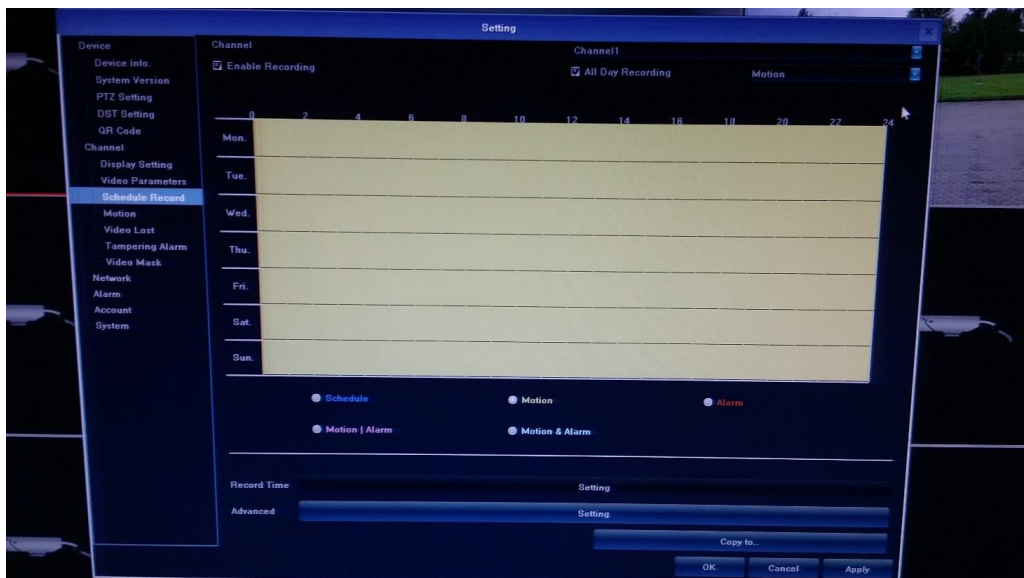 Setting
Device
Device Info.
System Version
PTZ Setting
DST Setting
QR Code
Channel
Display Setting
Video Parameters
Schedule Record
Motion
Video Lost
Tampering Alarm
Video Mask
Network
Alarm
Account
System
Channel Channel1
Enable Recording All Day Recording Motion
0 2 4 6 8 10 12 14 16 18 20 22 24
Mon.
Tue.
Wed.
Thu.
Fri.
Sat.
Sun.
Schedule Motion Alarm
Motion | Alarm Motion & Alarm
Record Time Setting
Advanced Setting
Copy to..
OK Cancel Apply